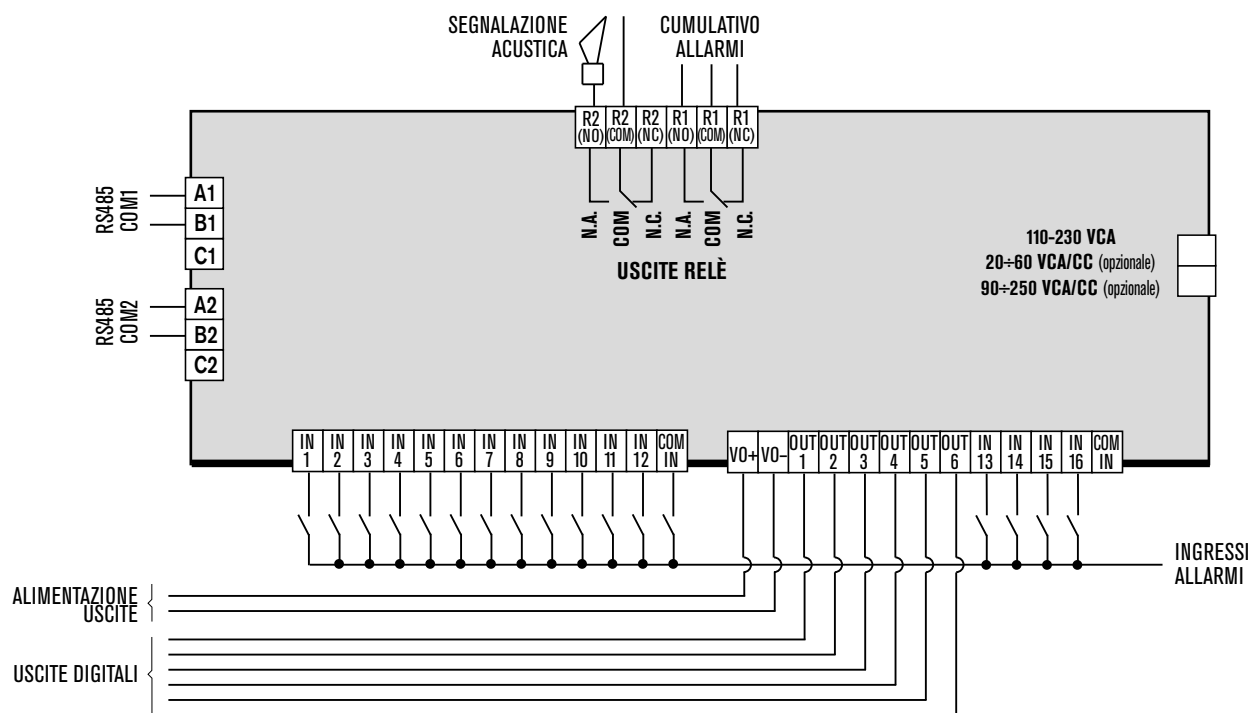 SEGNALAZIONE
ACUSTICA
CUMULATIVO
ALLARMI
R2
(NO)
R2
(COM)
R2
(NC)
R1
(NO)
R1
(COM)
R1
(NC)
N.A.
COM
N.C.
N.A.
COM
N.C.
USCITE RELÈ
RS485
COM1
A1
B1
C1
RS485
COM2
A2
B2
C2
110-230 VCA
20÷60 VCA/CC (opzionale)
90÷250 VCA/CC (opzionale)
IN
1
IN
2
IN
3
IN
4
IN
5
IN
6
IN
7
IN
8
IN
9
IN
10
IN
11
IN
12
COM
IN
VO+
VO–
OUT
1
OUT
2
OUT
3
OUT
4
OUT
5
OUT
6
IN
13
IN
14
IN
15
IN
16
COM
IN
INGRESSI
ALLARMI
ALIMENTAZIONE
USCITE
USCITE DIGITALI